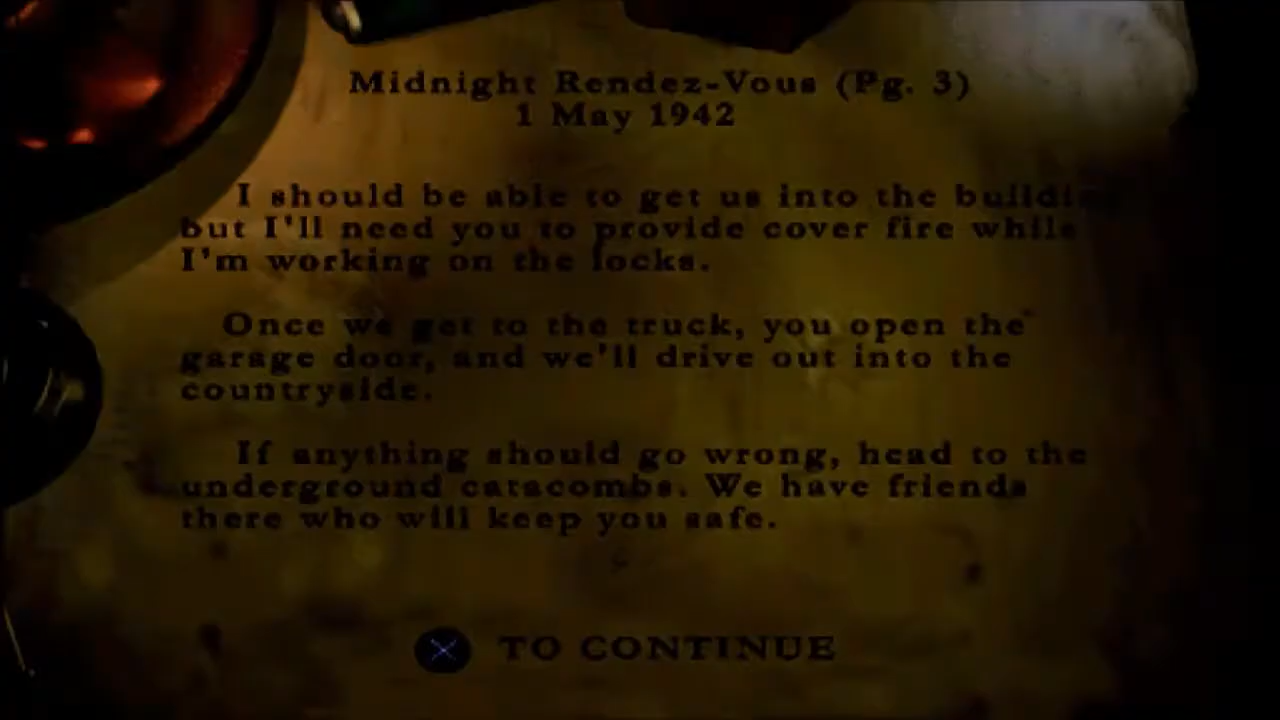 Midnight Rendez-Vous (Pg. 3)
1 May 1942
I should be able to get us into the building
but I'll need you to provide cover fire while
I'm working on the locks.
Once we get to the truck, you open the
garage door, and we'll drive out into the
countryside.
If anything should go wrong, head to the
underground catacombs. We have friends
there who will keep you safe.
TO CONTINUE